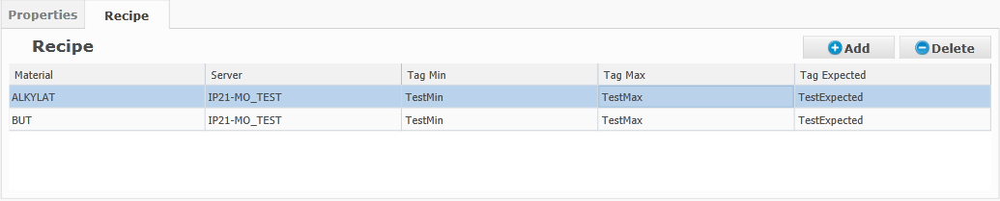 Properties Recipe
Recipe Add Delete
Material Server Tag Min Tag Max Tag Expected
ALKYLAT IP21-MO_TEST TestMin TestMax TestExpected
BUT IP21-MO_TEST TestMin TestMax TestExpected